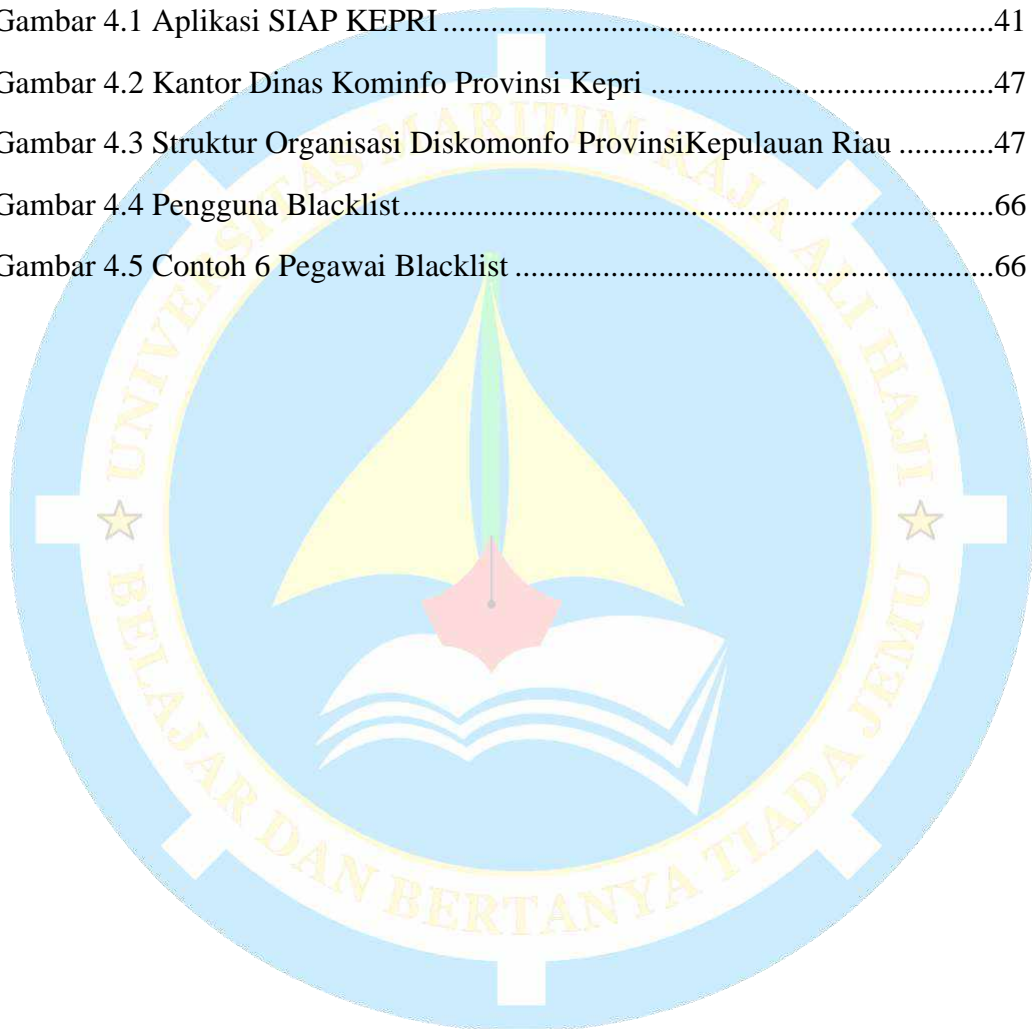 Gambar 4.1 Aplikasi SIAP KEPRI......................................................................41
Gambar 4.2 Kantor Dinas Kominfo Provinsi Kepri ...........................................47
Gambar 4.3 Struktur Organisasi Diskomonfo ProvinsiKepulauan Riau ............47
Gambar 4.4 Pengguna Blacklist...........................................................................66
Gambar 4.5 Contoh 6 Pegawai Blacklist .............................................................66
UNIVERSITAS MARITIM RAJA ALI HAJI
BELAJAR DAN BERTANYA TIADA JEMU